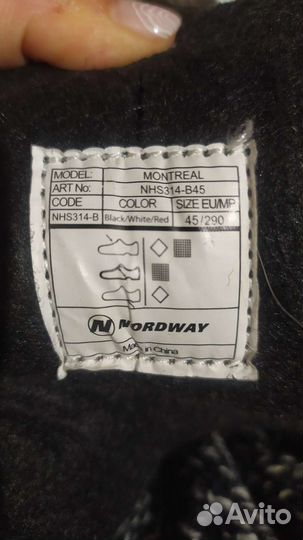 MODEL: MONTREAL
ART No: NHS314-B45
CODE COLOR SIZE EU/MP
NHS314-B Black/White/Red 45/290
NORDWAY
Made in China
Avito